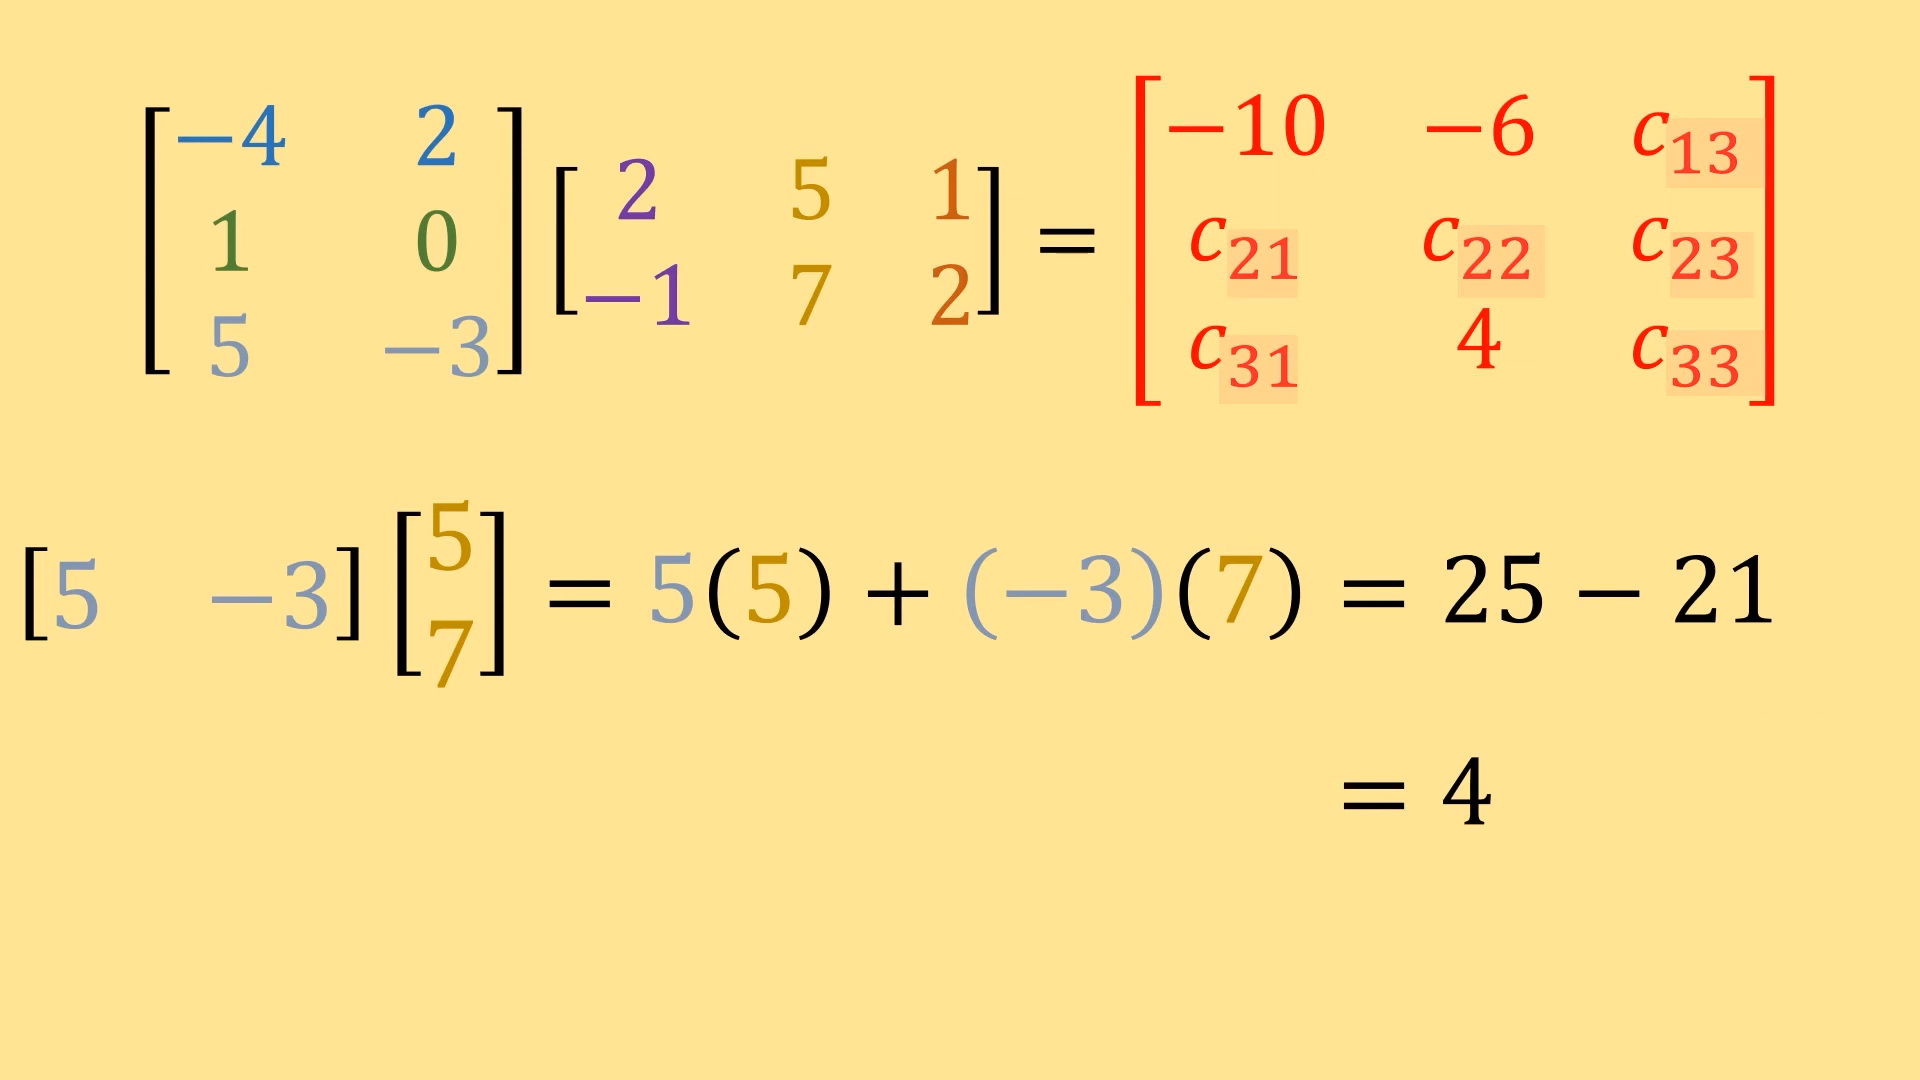 [−4 2; 1 0; 5 −3] [2 5 1; −1 7 2] = [−10 −6 c₁₃; c₂₁ c₂₂ c₂₃; c₃₁ 4 c₃₃]
[5 −3] [5; 7] = 5(5) + (−3)(7) = 25 − 21
= 4